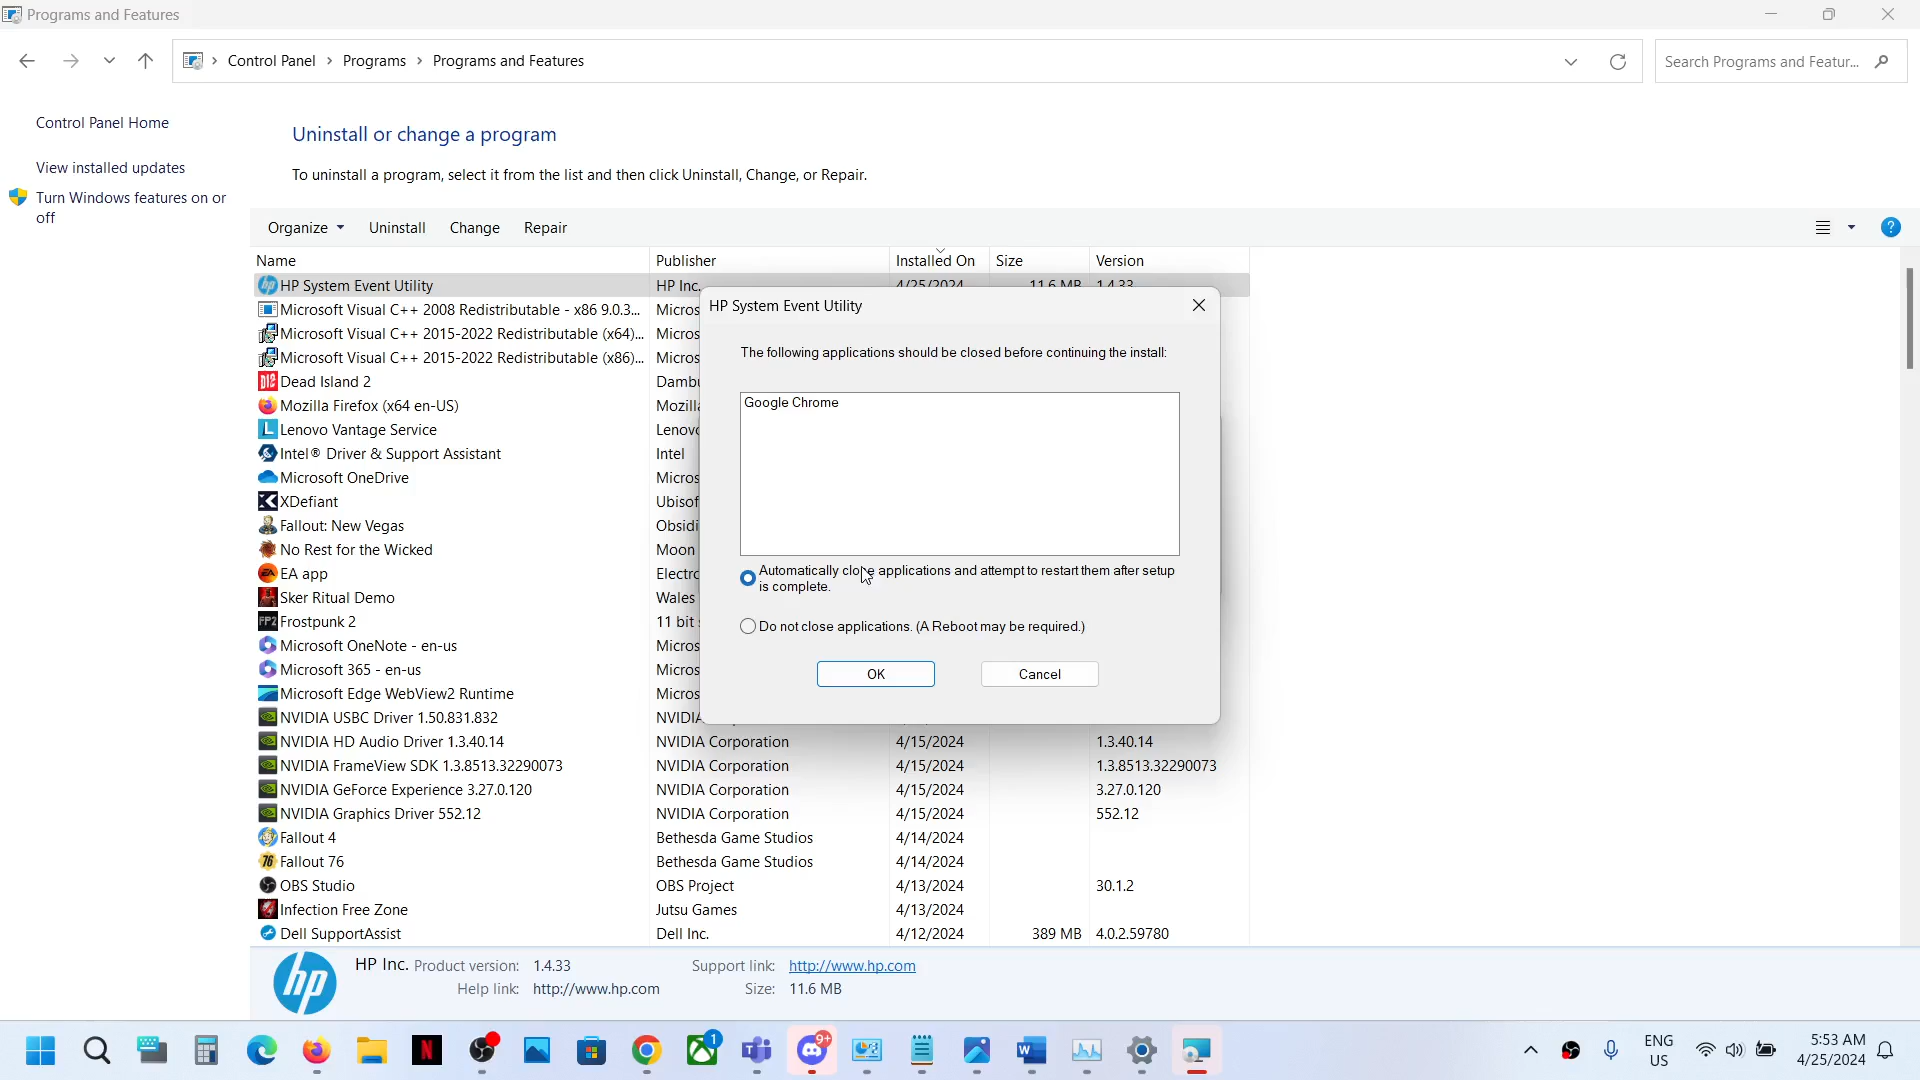 Programs and Features
Control Panel > Programs > Programs and Features
Search Programs and Featur...
Control Panel Home
View installed updates
Turn Windows features on or
off
Uninstall or change a program
To uninstall a program, select it from the list and then click Uninstall, Change, or Repair.
Organize Uninstall Change Repair
Name Publisher Installed On Size Version
HP System Event Utility HP Inc. 4/25/2024 11.6 MB 1.4.33
Microsoft Visual C++ 2008 Redistributable - x86 9.0.3...
Microsoft Visual C++ 2015-2022 Redistributable (x64)...
Microsoft Visual C++ 2015-2022 Redistributable (x86)...
Dead Island 2
Mozilla Firefox (x64 en-US)
Lenovo Vantage Service
Intel® Driver & Support Assistant Intel
Microsoft OneDrive
XDefiant
Fallout: New Vegas
No Rest for the Wicked Moon
EA app
Sker Ritual Demo Wales
Frostpunk 2 11 bit
Microsoft OneNote - en-us
Microsoft 365 - en-us
Microsoft Edge WebView2 Runtime
NVIDIA USBC Driver 1.50.831.832
NVIDIA HD Audio Driver 1.3.40.14 NVIDIA Corporation 4/15/2024 1.3.40.14
NVIDIA FrameView SDK 1.3.8513.32290073 NVIDIA Corporation 4/15/2024 1.3.8513.32290073
NVIDIA GeForce Experience 3.27.0.120 NVIDIA Corporation 4/15/2024 3.27.0.120
NVIDIA Graphics Driver 552.12 NVIDIA Corporation 4/15/2024 552.12
Fallout 4 Bethesda Game Studios 4/14/2024
Fallout 76 Bethesda Game Studios 4/14/2024
OBS Studio OBS Project 4/13/2024 30.1.2
Infection Free Zone Jutsu Games 4/13/2024
Dell SupportAssist Dell Inc. 4/12/2024 389 MB 4.0.2.59780
HP System Event Utility
The following applications should be closed before continuing the install:
Google Chrome
Automatically close applications and attempt to restart them after setup
is complete.
Do not close applications. (A Reboot may be required.)
OK Cancel
HP Inc. Product version: 1.4.33 Support link: http://www.hp.com
Help link: http://www.hp.com Size: 11.6 MB
ENG
US
5:53 AM
4/25/2024